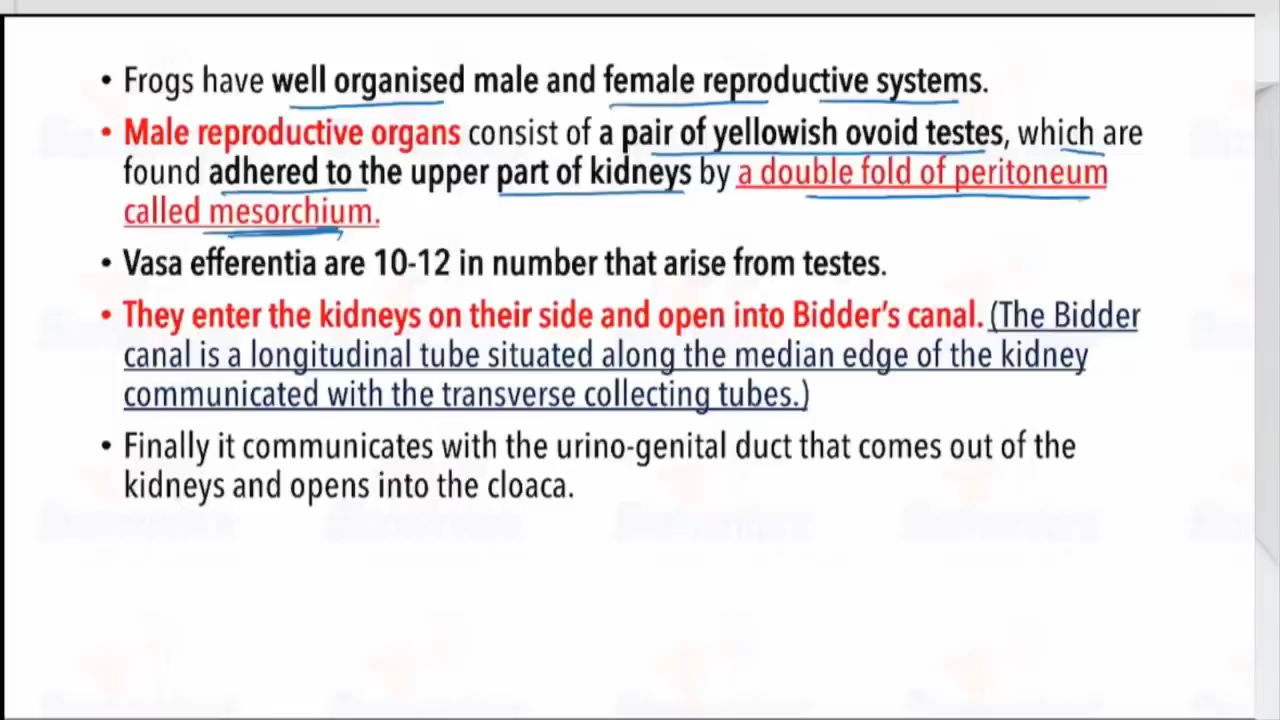 • Frogs have well organised male and female reproductive systems.
• Male reproductive organs consist of a pair of yellowish ovoid testes, which are
found adhered to the upper part of kidneys by a double fold of peritoneum
called mesorchium.
• Vasa efferentia are 10-12 in number that arise from testes.
• They enter the kidneys on their side and open into Bidder's canal. (The Bidder
canal is a longitudinal tube situated along the median edge of the kidney
communicated with the transverse collecting tubes.)
• Finally it communicates with the urino-genital duct that comes out of the
kidneys and opens into the cloaca.